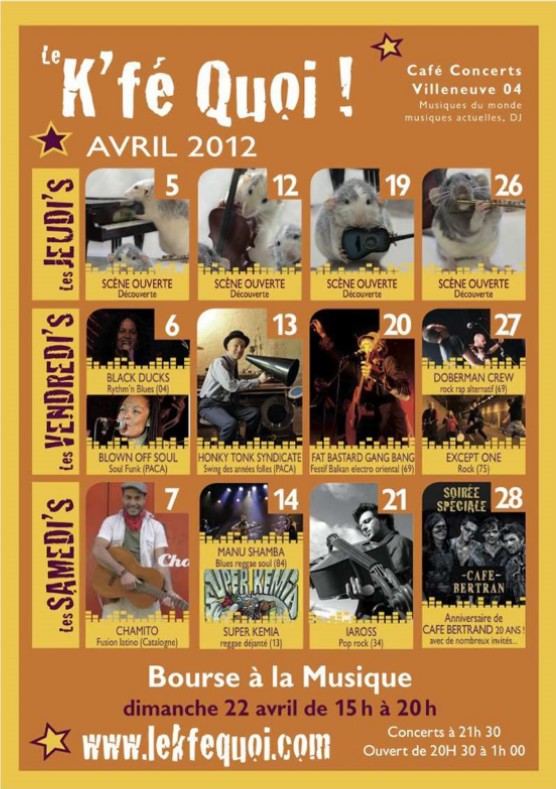 Le
K'fé Quoi !
Café Concerts
Villeneuve 04
Musiques du monde
musiques actuelles, DJ
AVRIL 2012
Les JEUDI'S
5
SCÈNE OUVERTE
Découverte
12
SCÈNE OUVERTE
Découverte
19
SCÈNE OUVERTE
Découverte
26
SCÈNE OUVERTE
Découverte
Les VENDREDI'S
6
BLACK DUCKS
Rythm'n Blues (04)
BLOWN OFF SOUL
Soul Funk (PACA)
13
HONKY TONK SYNDICATE
Swing des années folles (PACA)
20
FAT BASTARD GANG BANG
Festif Balkan electro oriental (69)
27
DOBERMAN CREW
rock rap alternatif (69)
EXCEPT ONE
Rock (75)
Les SAMEDI'S
7
Cho
CHAMITO
Fusion latino (Catalogne)
14
MANU SHAMBA
Blues reggae soul (84)
SUPER KEMIA
SUPER KEMIA
reggae déjanté (13)
21
IAROSS
Pop rock (34)
28
SOIRÉE
SPÉCIALE
-CAFE-
BERTRAN
Anniversaire de
CAFE BERTRAND 20 ANS !
avec de nombreux invités...
Bourse à la Musique
dimanche 22 avril de 15h à 20h
www.lekfequoi.com
Concerts à 21h 30
Ouvert de 20H 30 à 1h 00